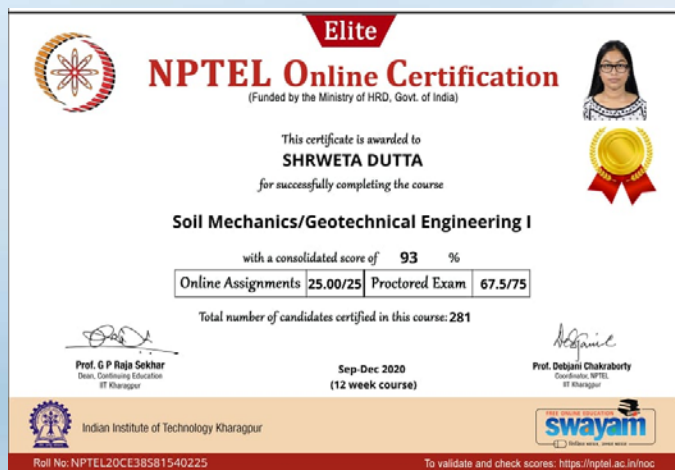 Elite
NPTEL Online Certification
(Funded by the Ministry of HRD, Govt. of India)
This certificate is awarded to
SHRWETA DUTTA
for successfully completing the course
Soil Mechanics/Geotechnical Engineering I
with a consolidated score of 93 %
Online Assignments 25.00/25 Proctored Exam 67.5/75
Total number of candidates certified in this course: 281
Prof. G P Raja Sekhar
Dean, Continuing Education
IIT Kharagpur
Sep-Dec 2020
(12 week course)
Prof. Debjani Chakraborty
Coordinator, NPTEL
IIT Kharagpur
Indian Institute of Technology Kharagpur
FREE ONLINE EDUCATION
swayam
Roll No: NPTEL20CE38S81540225
To validate and check scores: https://nptel.ac.in/noc